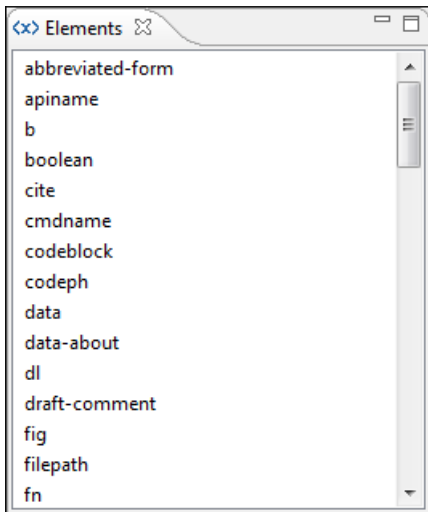 <x> Elements
abbreviated-form
apiname
b
boolean
cite
cmdname
codeblock
codeph
data
data-about
dl
draft-comment
fig
filepath
fn